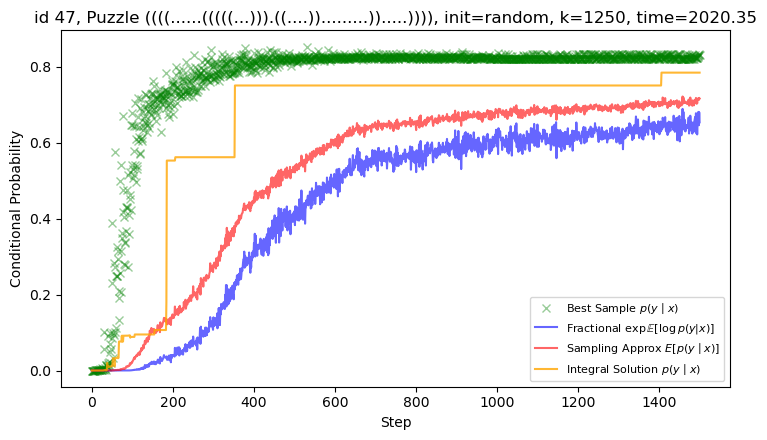 id 47, Puzzle ((((......(((((...))).((....)).........)).....)))), init=random, k=1250, time=2020.35
Conditional Probability
0.8
0.6
0.4
0.2
0.0
Best Sample p(y | x)
Fractional exp𝔼[log p(y|x)]
Sampling Approx E[p(y | x)]
Integral Solution p(y | x)
0 200 400 600 800 1000 1200 1400
Step